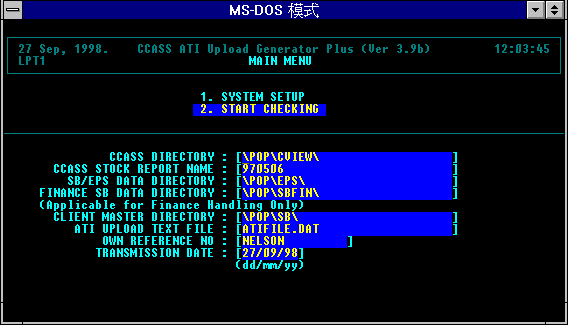 MS-DOS 模式
27 Sep, 1998. CCASS ATI Upload Generator Plus (Ver 3.9b) 12:03:45
LPT1 MAIN MENU
1. SYSTEM SETUP
2. START CHECKING
CCASS DIRECTORY : [\POP\CVIEW\ ]
CCASS STOCK REPORT NAME : [970506 ]
SB/EPS DATA DIRECTORY : [\POP\EPS\ ]
FINANCE SB DATA DIRECTORY : [\POP\SBFIN\ ]
(Applicable for Finance Handling Only)
CLIENT MASTER DIRECTORY : [\POP\SB\ ]
ATI UPLOAD TEXT FILE : [ATIFILE.DAT ]
OWN REFERENCE NO : [NELSON ]
TRANSMISSION DATE : [27/09/98]
(dd/mm/yy)